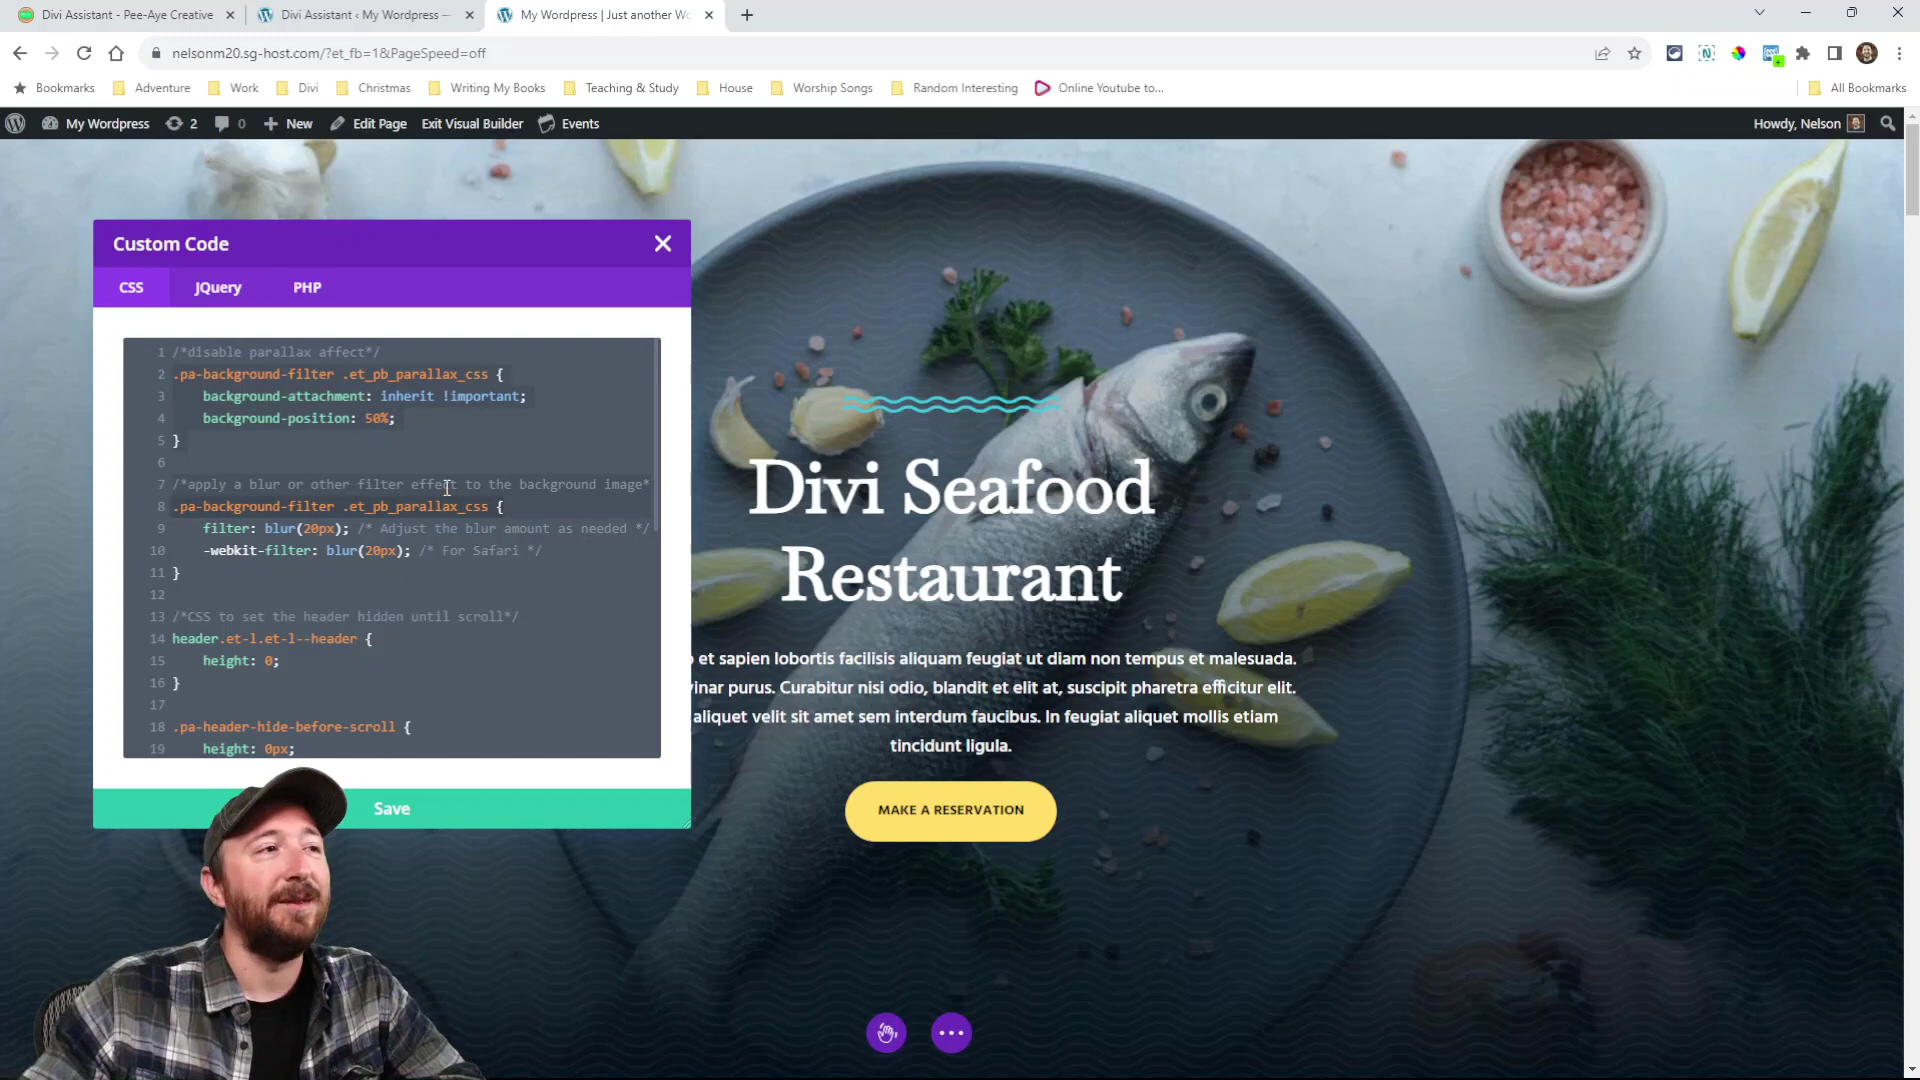 Divi Assistant - Pee-Aye Creative
Divi Assistant ‹ My Wordpress —
My Wordpress | Just another Wo
nelsonm20.sg-host.com/?et_fb=1&PageSpeed=off
Bookmarks
Adventure
Work
Divi
Christmas
Writing My Books
Teaching & Study
House
Worship Songs
Random Interesting
Online Youtube to...
All Bookmarks
My Wordpress
2
0
New
Edit Page
Exit Visual Builder
Events
Howdy, Nelson
Custom Code
CSS
JQuery
PHP
1 /*disable parallax affect*/
2 .pa-background-filter .et_pb_parallax_css {
3 background-attachment: inherit !important;
4 background-position: 50%;
5 }
6
7 /*apply a blur or other filter effect to the background image*
8 .pa-background-filter .et_pb_parallax_css {
9 filter: blur(20px); /* Adjust the blur amount as needed */
10 -webkit-filter: blur(20px); /* For Safari */
11 }
12
13 /*CSS to set the header hidden until scroll*/
14 header.et-l.et-l--header {
15 height: 0;
16 }
17
18 .pa-header-hide-before-scroll {
19 height: 0px;
Save
Divi Seafood
Restaurant
et sapien lobortis facilisis aliquam feugiat ut diam non tempus et malesuada.
inar purus. Curabitur nisi odio, blandit et elit at, suscipit pharetra efficitur elit.
aliquet velit sit amet sem interdum faucibus. In feugiat aliquet mollis etiam
tincidunt ligula.
MAKE A RESERVATION